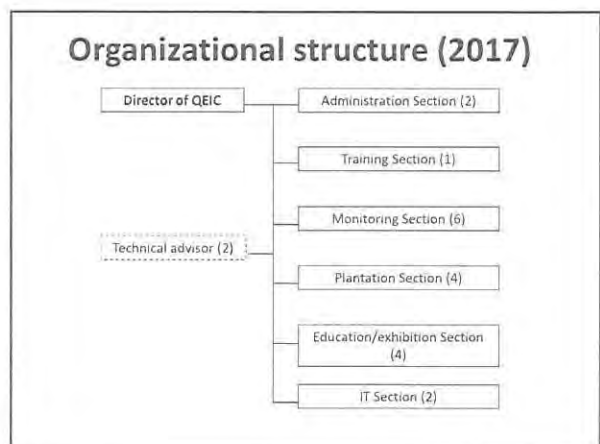 Organizational structure (2017)
Director of QEIC
Administration Section (2)
Training Section (1)
Monitoring Section (6)
Technical advisor (2)
Plantation Section (4)
Education/exhibition Section
(4)
IT Section (2)